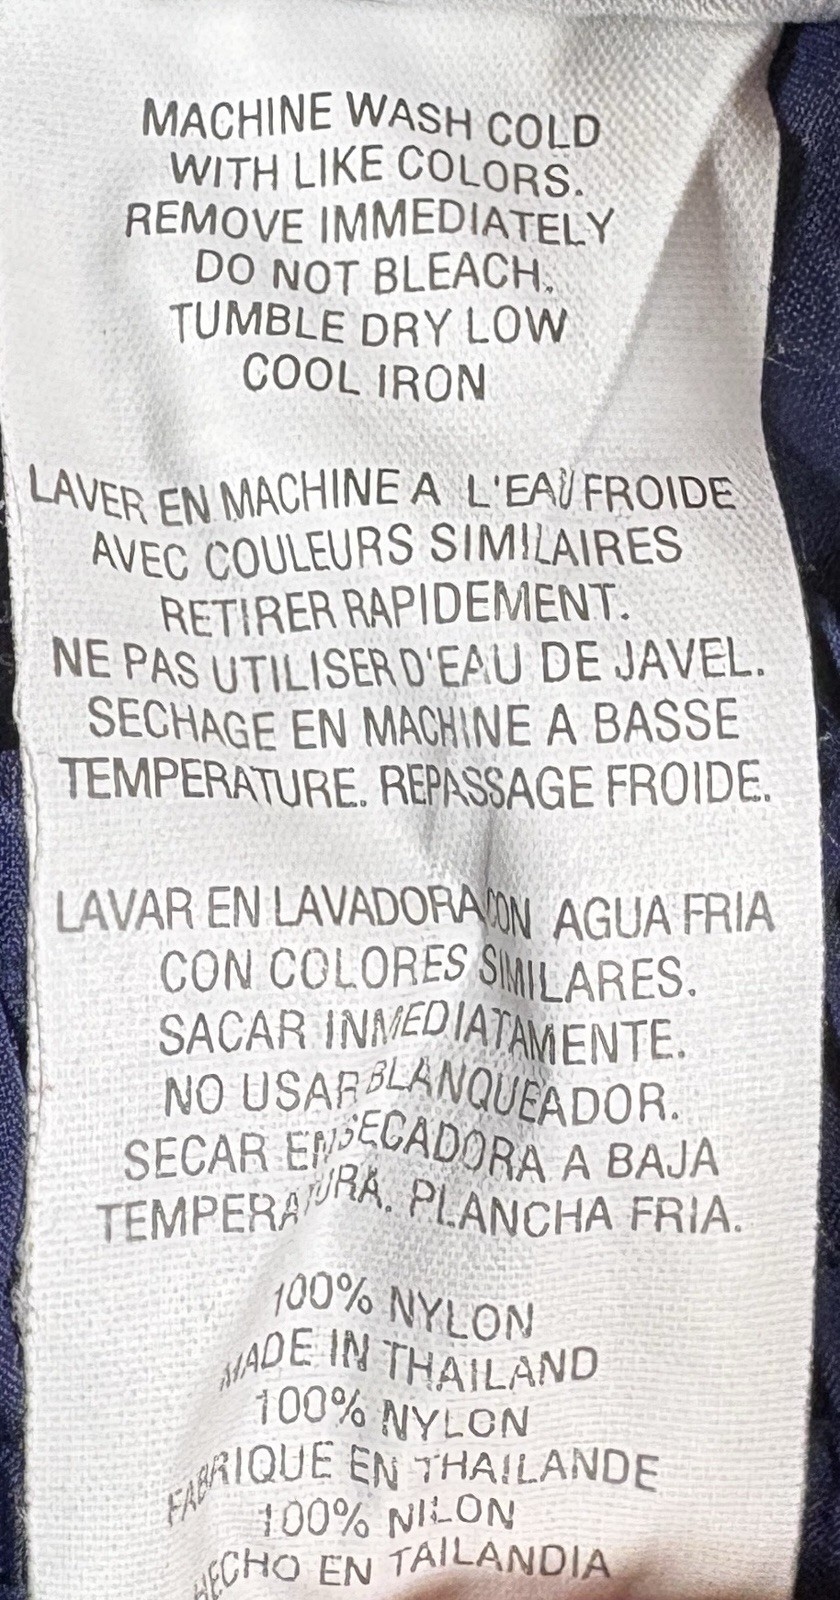 MACHINE WASH COLD
WITH LIKE COLORS.
REMOVE IMMEDIATELY
DO NOT BLEACH.
TUMBLE DRY LOW
COOL IRON
LAVER EN MACHINE A L'EAU FROIDE
AVEC COULEURS SIMILAIRES
RETIRER RAPIDEMENT.
NE PAS UTILISER D'EAU DE JAVEL.
SECHAGE EN MACHINE A BASSE
TEMPERATURE. REPASSAGE FROIDE.
LAVAR EN LAVADORA CON AGUA FRIA
CON COLORES SIMILARES.
SACAR INMEDIATAMENTE.
NO USAR BLANQUEADOR.
SECAR EN SECADORA A BAJA
TEMPERATURA. PLANCHA FRIA.
100% NYLON
MADE IN THAILAND
100% NYLON
FABRIQUE EN THAILANDE
100% NILON
HECHO EN TAILANDIA